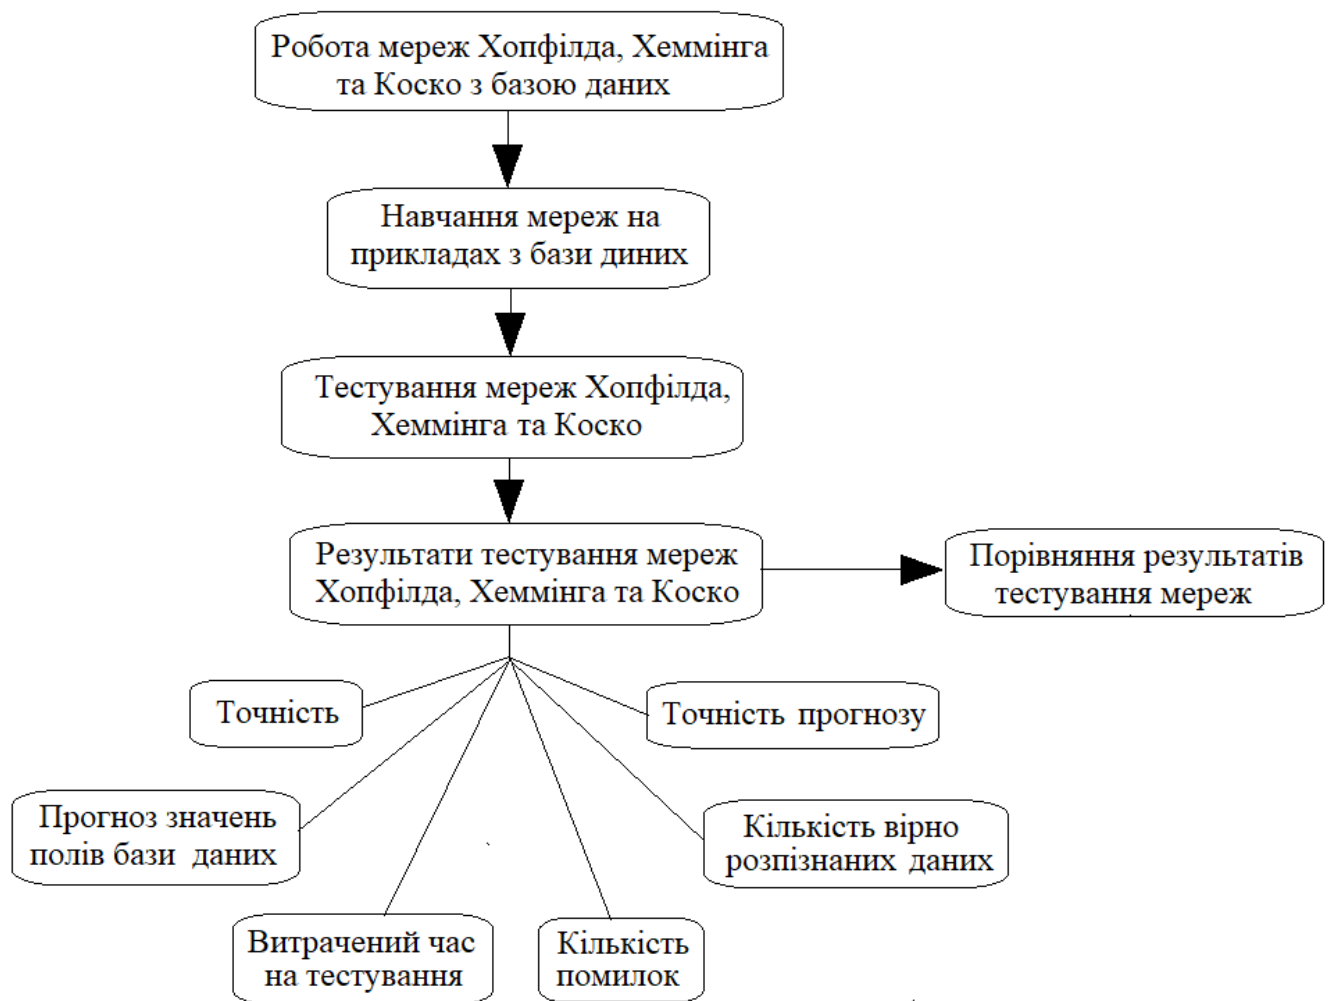 Робота мереж Хопфілда, Хеммінга
та Коско з базою даних
Навчання мереж на
прикладах з бази диних
Тестування мереж Хопфілда,
Хеммінга та Коско
Результати тестування мереж
Хопфілда, Хеммінга та Коско
Порівняння результатів
тестування мереж
Точність
Точність прогнозу
Прогноз значень
полів бази даних
Кількість вірно
розпізнаних даних
Витрачений час
на тестування
Кількість
помилок